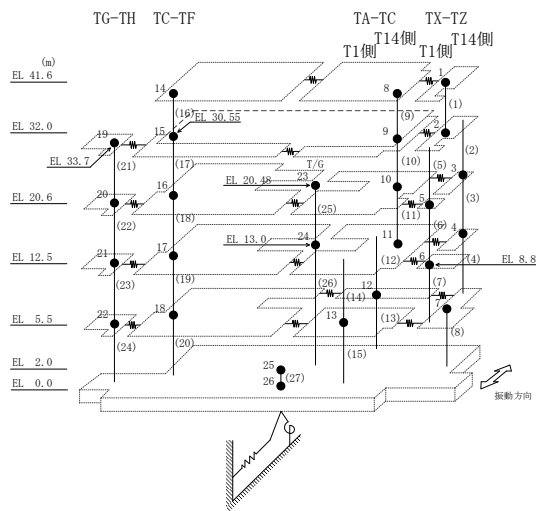 TG-TH TC-TF TA-TC TX-TZ
T1側 T14側 T1側 T14側
(m)
EL 41.6
14 8 1
(16) (9) (1)
EL 30.55
EL 32.0
19 15 9 2
EL 33.7
(21) (17) (10) (5) (2)
T/G
EL 20.48
23
16 10 3
EL 20.6
20 (18) (25) (11) 5 (3)
(22)
EL 13.0
24 11 (6) 4
EL 12.5
21 17 (12) 6 (4) EL 8.8
(23) (19) (26) (14) 12 (7)
EL 5.5
22 18 13 (13) 7
(24) (20) (15) (8)
EL 2.0
25
EL 0.0
26 (27)
振動方向